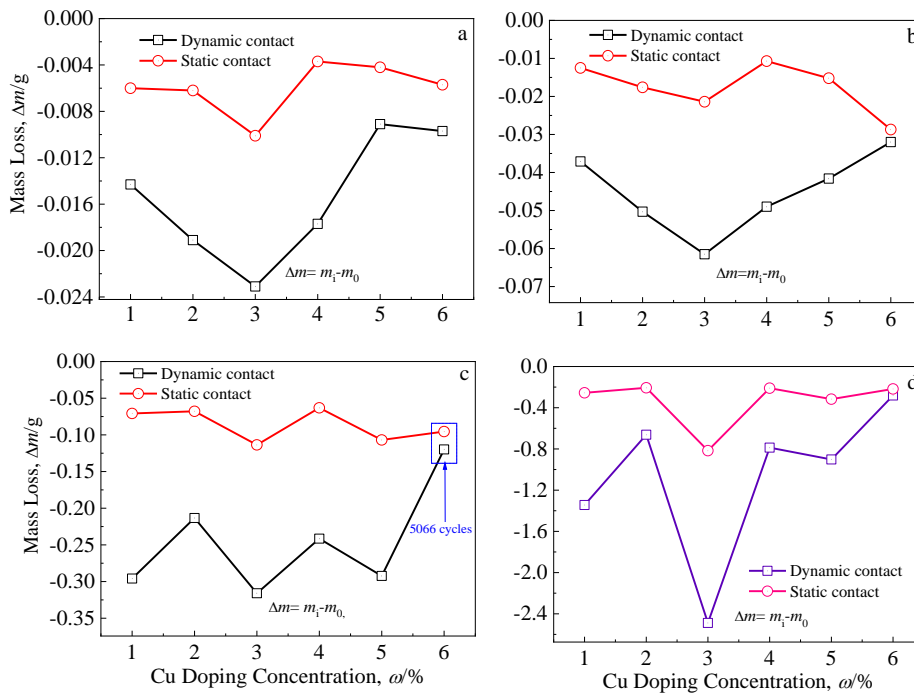 a
Dynamic contact
Static contact
Mass Loss, Δm/g
0.000
-0.004
-0.008
-0.012
-0.016
-0.020
-0.024
Δm= mi-m0
1 2 3 4 5 6
b
Dynamic contact
Static contact
0.00
-0.01
-0.02
-0.03
-0.04
-0.05
-0.06
-0.07
Δm=mi-m0
1 2 3 4 5 6
c
Dynamic contact
Static contact
Mass Loss, Δm/g
0.00
-0.05
-0.10
-0.15
-0.20
-0.25
-0.30
-0.35
5066 cycles
Δm= mi-m0,
1 2 3 4 5 6
Cu Doping Concentration, ω/%
d
0.0
-0.4
-0.8
-1.2
-1.6
-2.0
-2.4
Dynamic contact
Static contact
Δm= mi-m0
1 2 3 4 5 6
Cu Doping Concentration, ω/%